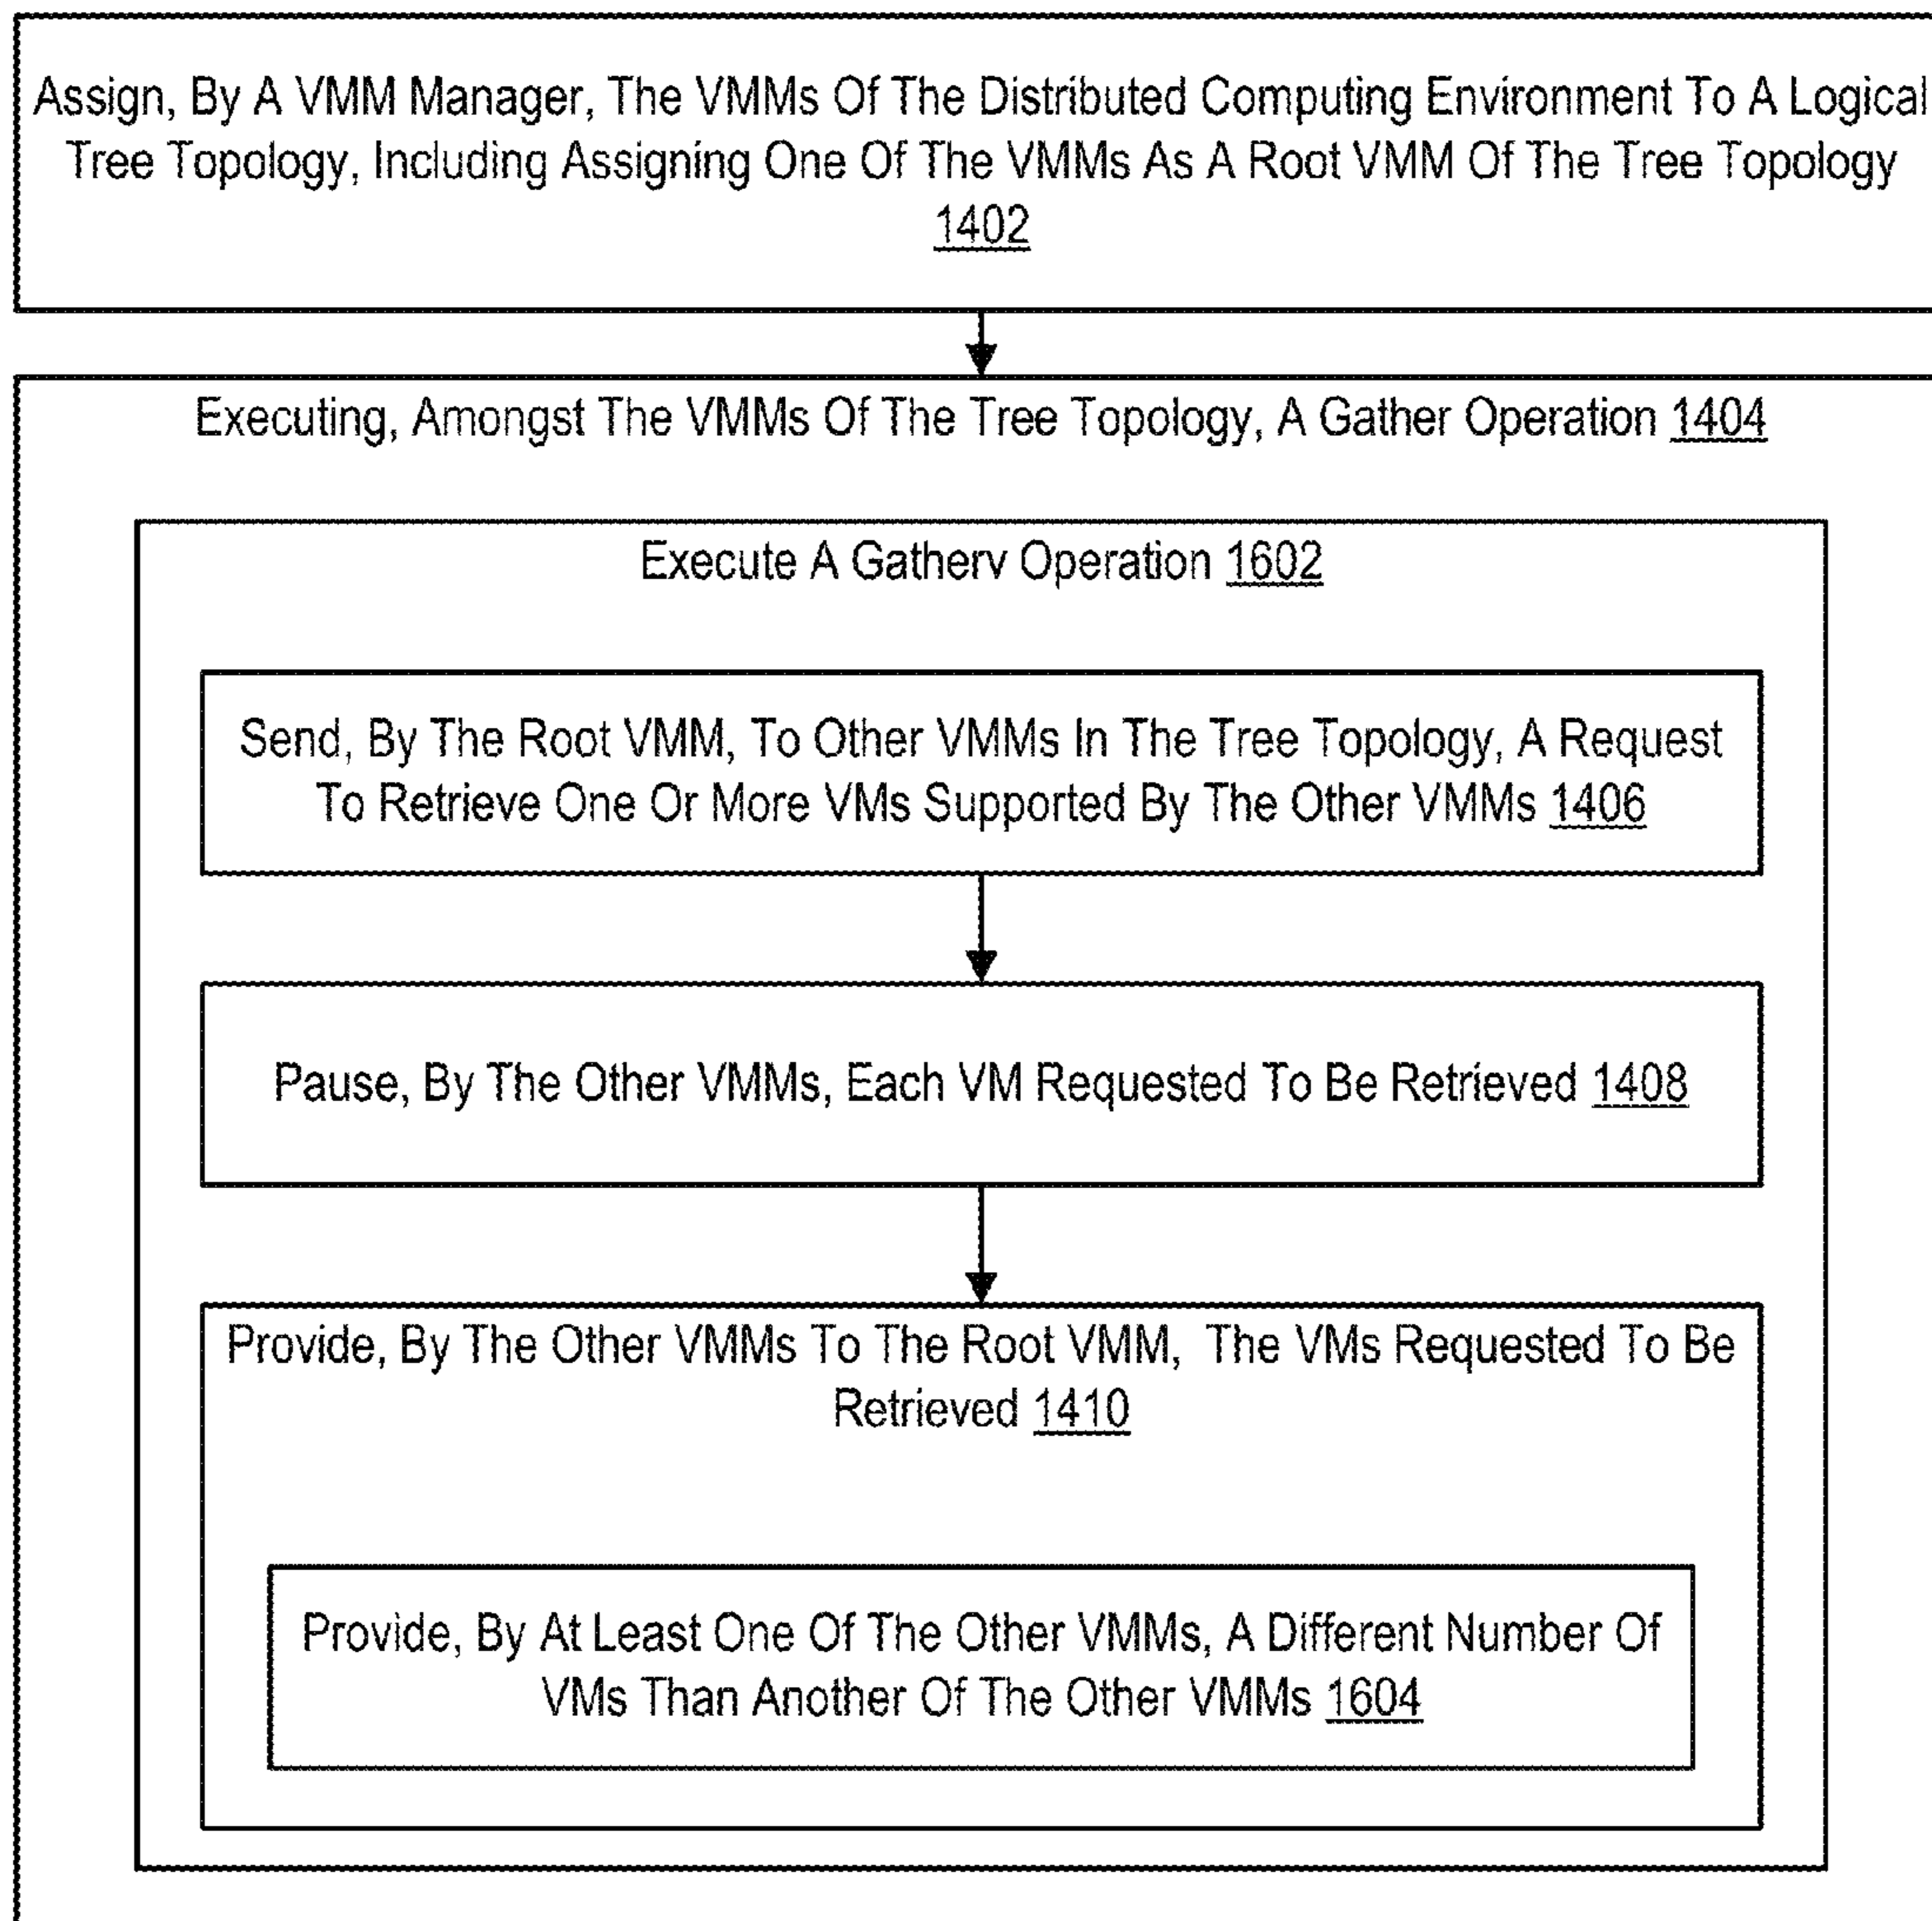 Assign, By A VMM Manager, The VMMs Of The Distributed Computing Environment To A Logical
Tree Topology, Including Assigning One Of The VMMs As A Root VMM Of The Tree Topology
1402
Executing, Amongst The VMMs Of The Tree Topology, A Gather Operation 1404
Execute A Gatherv Operation 1602
Send, By The Root VMM, To Other VMMs In The Tree Topology, A Request
To Retrieve One Or More VMs Supported By The Other VMMs 1406
Pause, By The Other VMMs, Each VM Requested To Be Retrieved 1408
Provide, By The Other VMMs To The Root VMM, The VMs Requested To Be
Retrieved 1410
Provide, By At Least One Of The Other VMMs, A Different Number Of
VMs Than Another Of The Other VMMs 1604